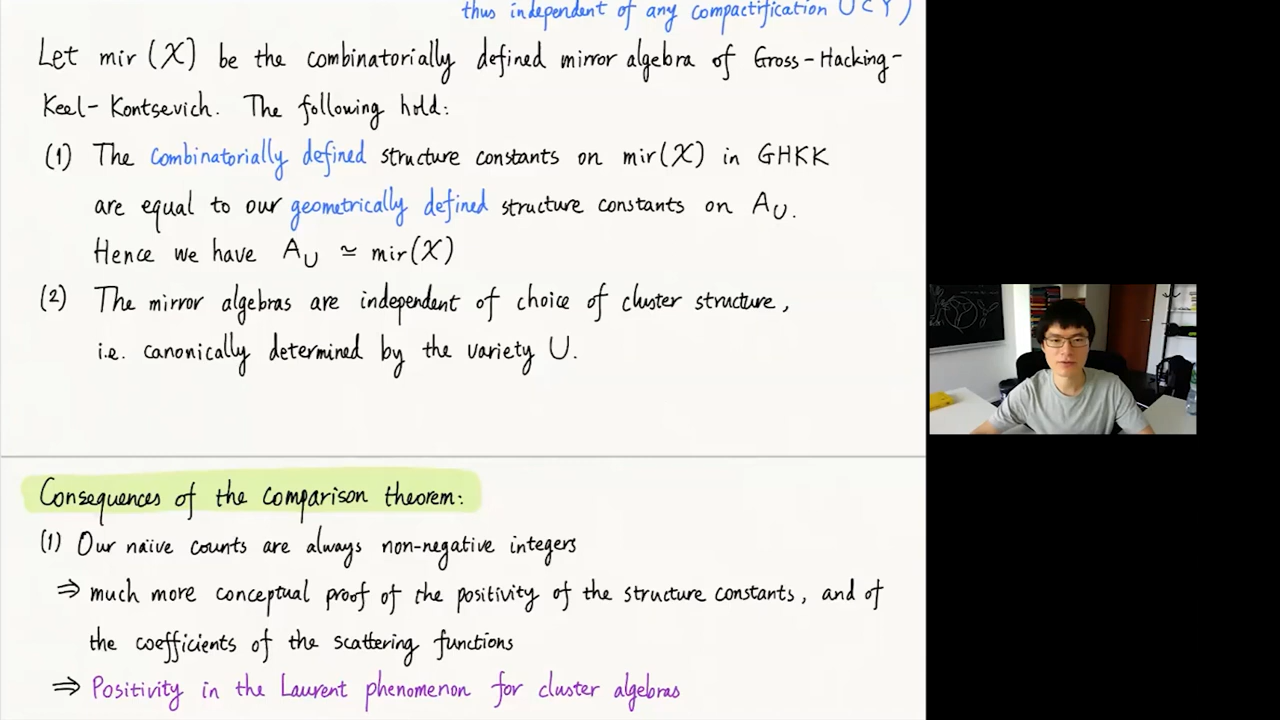 thus independent of any compactification U ⊂ Y )
Let mir (X) be the combinatorially defined mirror algebra of Gross-Hacking-
Keel-Kontsevich. The following hold:
(1) The combinatorially defined structure constants on mir(X) in GHKK
are equal to our geometrically defined structure constants on A_U.
Hence we have A_U ≃ mir(X)
(2) The mirror algebras are independent of choice of cluster structure,
i.e. canonically determined by the variety U.
Consequences of the comparison theorem:
(1) Our naïve counts are always non-negative integers
⇒ much more conceptual proof of the positivity of the structure constants, and of
the coefficients of the scattering functions
⇒ Positivity in the Laurent phenomenon for cluster algebras